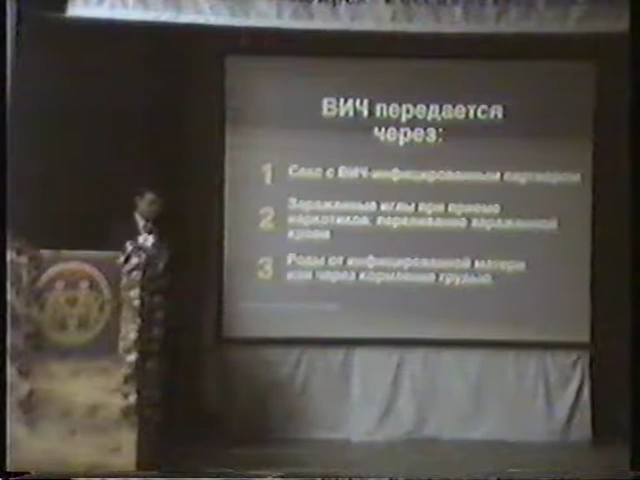 ВИЧ передается
через:
1 Секс с ВИЧ-инфицированным партнером
2 Зараженные иглы при приеме
наркотиков, переливание зараженной
крови
3 Роды от инфицированной матери
или через кормление грудью